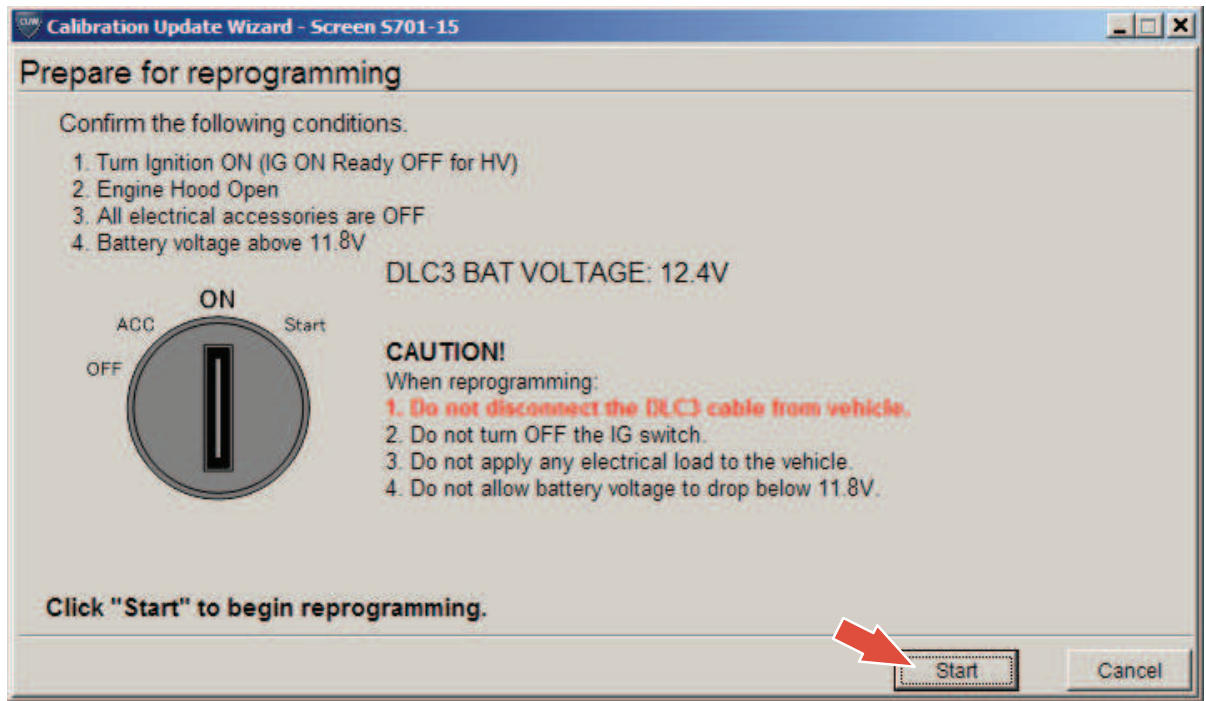 CUW Calibration Update Wizard - Screen S701-15
Prepare for reprogramming
Confirm the following conditions.
1. Turn Ignition ON (IG ON Ready OFF for HV)
2. Engine Hood Open
3. All electrical accessories are OFF
4. Battery voltage above 11.8V
DLC3 BAT VOLTAGE: 12.4V
ON
ACC
Start
OFF
CAUTION!
When reprogramming:
1. Do not disconnect the DLC3 cable from vehicle.
2. Do not turn OFF the IG switch.
3. Do not apply any electrical load to the vehicle.
4. Do not allow battery voltage to drop below 11.8V.
Click "Start" to begin reprogramming.
Start
Cancel